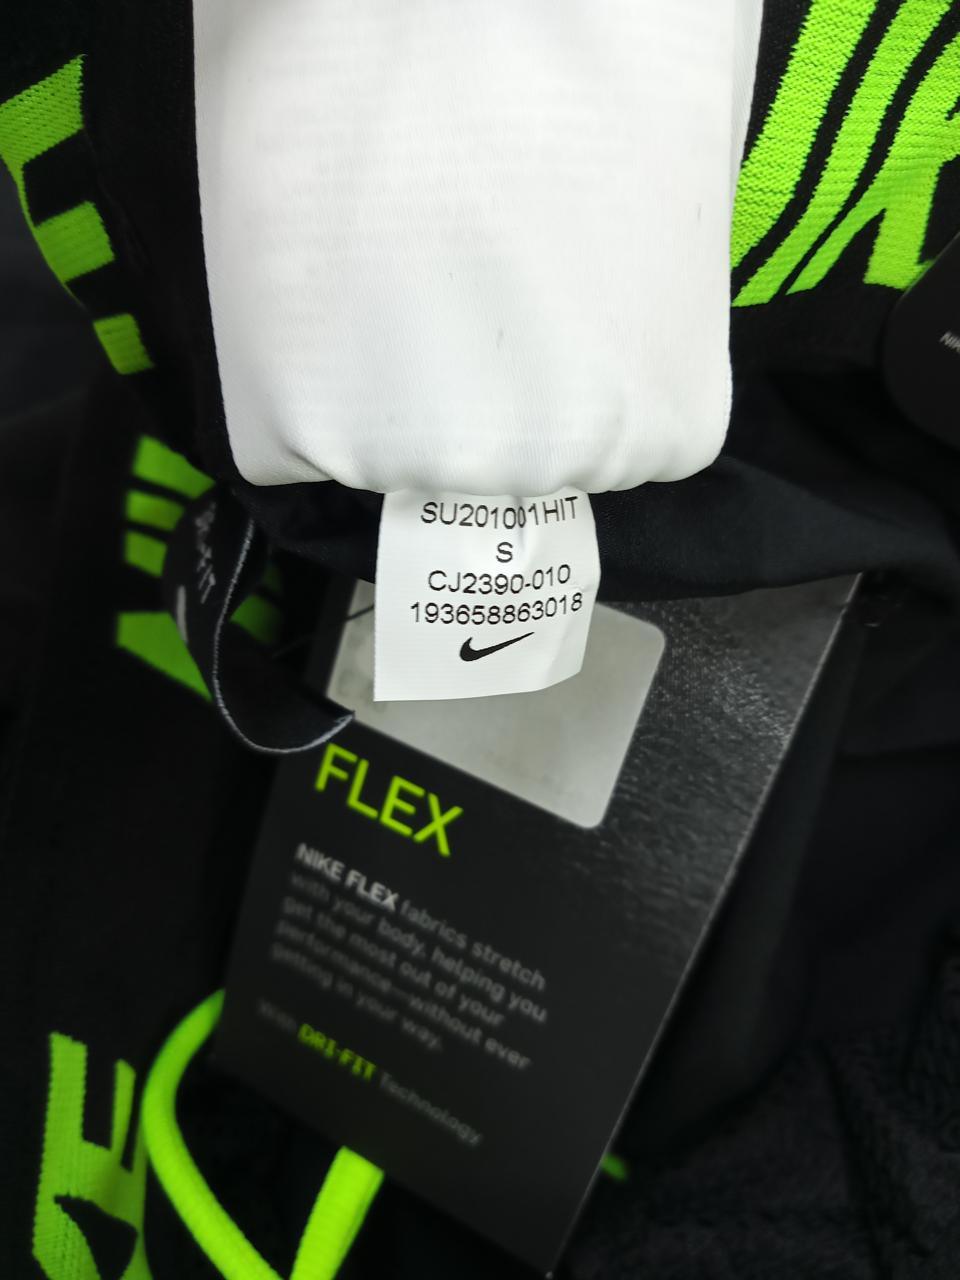 SU201001HIT
S
CJ2390-010
193658863018
FLEX
NIKE FLEX fabrics stretch
with your body, helping you
get the most out of your
performance—without ever
getting in your way.
With DRI-FIT Technology